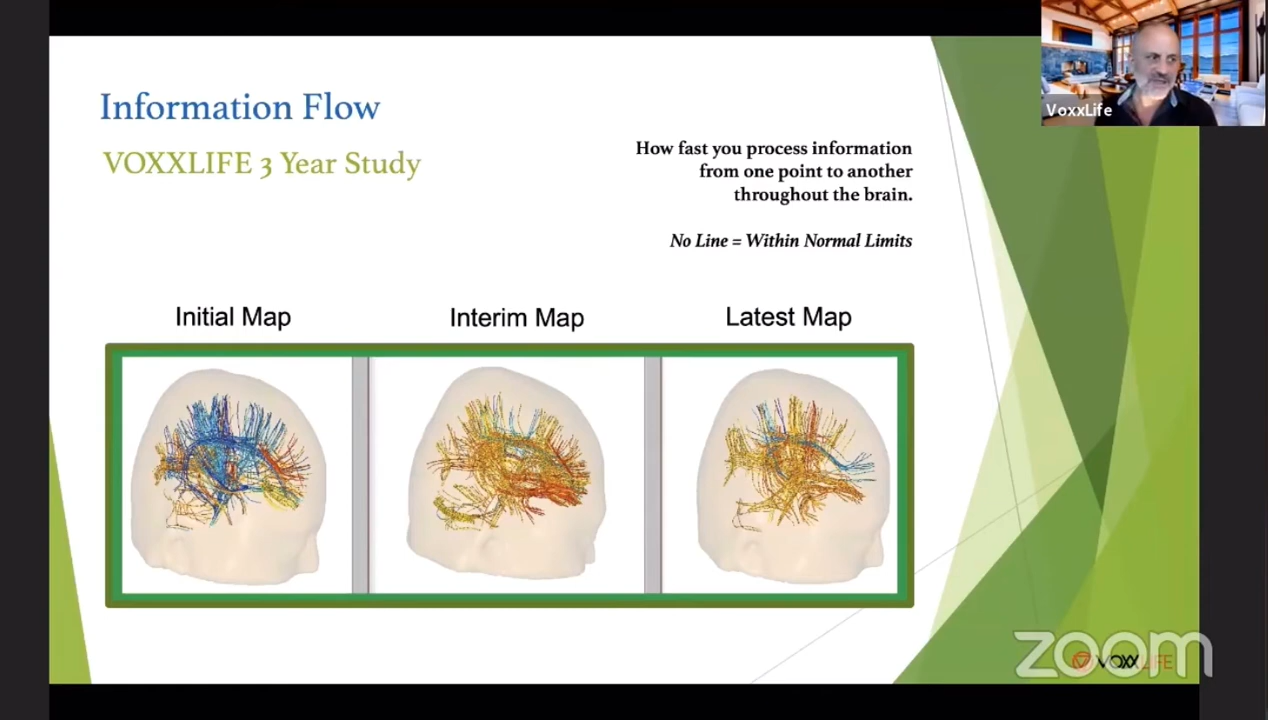 Information Flow
VOXXLIFE 3 Year Study
How fast you process information
from one point to another
throughout the brain.
No Line = Within Normal Limits
Initial Map
Interim Map
Latest Map
VoxxLife
zoom
VOXXLIFE